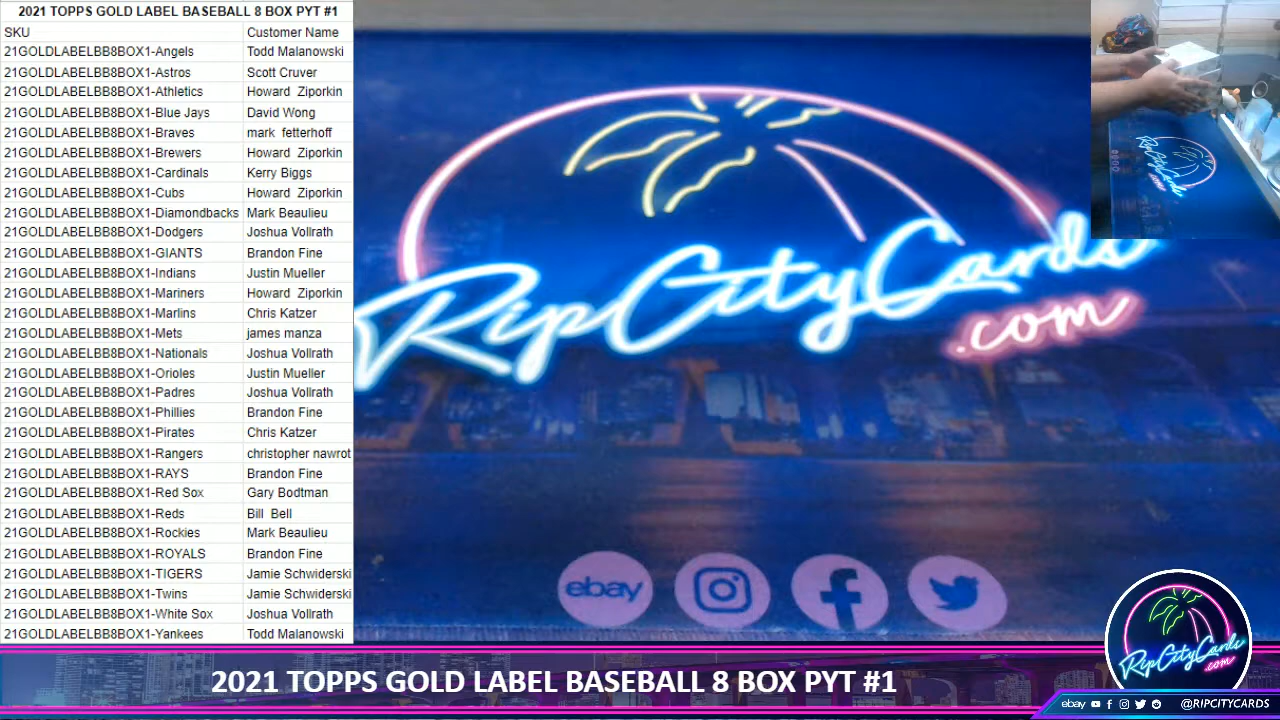 2021 TOPPS GOLD LABEL BASEBALL 8 BOX PYT #1
SKU Customer Name
21GOLDLABELBB8BOX1-Angels Todd Malanowski
21GOLDLABELBB8BOX1-Astros Scott Cruver
21GOLDLABELBB8BOX1-Athletics Howard  Ziporkin
21GOLDLABELBB8BOX1-Blue Jays David Wong
21GOLDLABELBB8BOX1-Braves mark  fetterhoff
21GOLDLABELBB8BOX1-Brewers Howard  Ziporkin
21GOLDLABELBB8BOX1-Cardinals Kerry Biggs
21GOLDLABELBB8BOX1-Cubs Howard  Ziporkin
21GOLDLABELBB8BOX1-Diamondbacks Mark Beaulieu
21GOLDLABELBB8BOX1-Dodgers Joshua Vollrath
21GOLDLABELBB8BOX1-GIANTS Brandon Fine
21GOLDLABELBB8BOX1-Indians Justin Mueller
21GOLDLABELBB8BOX1-Mariners Howard  Ziporkin
21GOLDLABELBB8BOX1-Marlins Chris Katzer
21GOLDLABELBB8BOX1-Mets james manza
21GOLDLABELBB8BOX1-Nationals Joshua Vollrath
21GOLDLABELBB8BOX1-Orioles Justin Mueller
21GOLDLABELBB8BOX1-Padres Joshua Vollrath
21GOLDLABELBB8BOX1-Phillies Brandon Fine
21GOLDLABELBB8BOX1-Pirates Chris Katzer
21GOLDLABELBB8BOX1-Rangers christopher nawrot
21GOLDLABELBB8BOX1-RAYS Brandon Fine
21GOLDLABELBB8BOX1-Red Sox Gary Bodtman
21GOLDLABELBB8BOX1-Reds Bill  Bell
21GOLDLABELBB8BOX1-Rockies Mark Beaulieu
21GOLDLABELBB8BOX1-ROYALS Brandon Fine
21GOLDLABELBB8BOX1-TIGERS Jamie Schwiderski
21GOLDLABELBB8BOX1-Twins Jamie Schwiderski
21GOLDLABELBB8BOX1-White Sox Joshua Vollrath
21GOLDLABELBB8BOX1-Yankees Todd Malanowski
RipCityCards
.com
ebay
RipCityCards
.com
RipCityCards
.com
2021 TOPPS GOLD LABEL BASEBALL 8 BOX PYT #1
ebay @RIPCITYCARDS